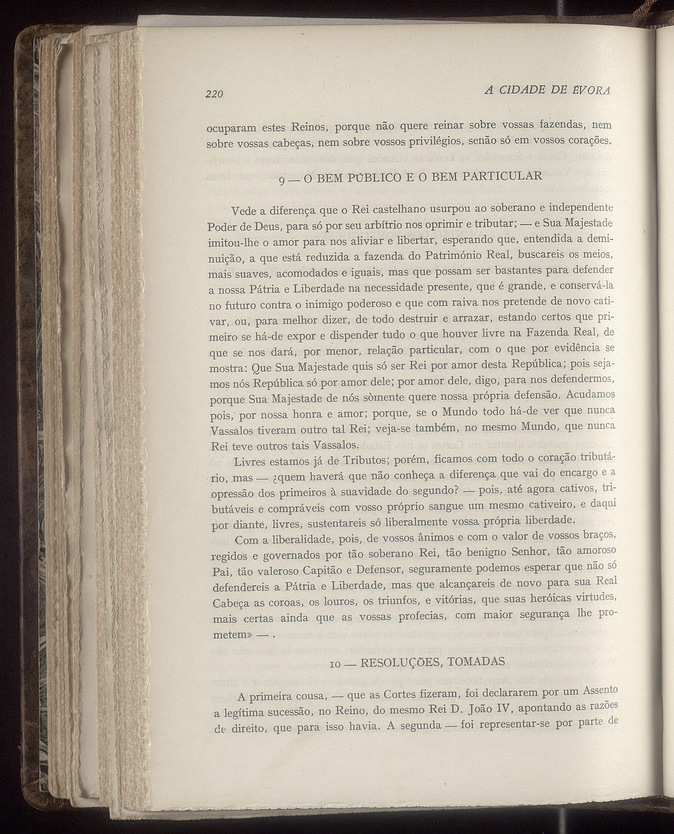 220
A CIDADE DE ÉVORA
ocuparam estes Reinos, porque não quere reinar sobre vossas fazendas, nem
sobre vossas cabeças, nem sobre vossos privilégios, senão só em vossos corações.
9 — O BEM PÚBLICO E O BEM PARTICULAR
Vede a diferença que o Rei castelhano usurpou ao soberano e independente
Poder de Deus, para só por seu arbítrio nos oprimir e tributar; — e Sua Majestade
imitou-lhe o amor para nos aliviar e libertar, esperando que, entendida a demi-
nuïção, a que está reduzida a fazenda do Património Real, buscareis os meios,
mais suaves, acomodados e iguais, mas que possam ser bastantes para defender
a nossa Pátria e Liberdade na necessidade presente, que é grande, e conservá-la
no futuro contra o inimigo poderoso e que com raiva nos pretende de novo cati-
var, ou, para melhor dizer, de todo destruir e arrazar, estando certos que pri-
meiro se há-de expor e dispender tudo o que houver livre na Fazenda Real, de
que se nos dará, por menor, relação particular, com o que por evidência se
mostra: Que Sua Majestade quis só ser Rei por amor desta República; pois seja-
mos nós República só por amor dele; por amor dele, digo, para nos defendermos,
porque Sua Majestade de nós sòmente quere nossa própria defensão. Acudamos
pois, por nossa honra e amor; porque, se o Mundo todo há-de ver que nunca
Vassalos tiveram outro tal Rei; veja-se também, no mesmo Mundo, que nunca
Rei teve outros tais Vassalos.
Livres estamos já de Tributos; porém, ficamos com todo o coração tributá-
rio, mas — ¿quem haverá que não conheça a diferença que vai do encargo e a
opressão dos primeiros à suavidade do segundo? — pois, até agora cativos, tri-
butáveis e compráveis com vosso próprio sangue um mesmo cativeiro, e daqui
por diante, livres, sustentareis só liberalmente vossa própria liberdade.
Com a liberalidade, pois, de vossos ânimos e com o valor de vossos braços,
regidos e governados por tão soberano Rei, tão benigno Senhor, tão amoroso
Pai, tão valeroso Capitão e Defensor, seguramente podemos esperar que não só
defendereis a Pátria e Liberdade, mas que alcançareis de novo para sua Real
Cabeça as coroas, os louros, os triunfos, e vitórias, que suas heróicas virtudes,
mais certas ainda que as vossas profecias, com maior segurança lhe pro-
metem» — .
10 — RESOLUÇÕES, TOMADAS
A primeira cousa, — que as Cortes fizeram, foi declararem por um Assento
a legítima sucessão, no Reino, do mesmo Rei D. João IV, apontando as razões
de direito, que para isso havia. A segunda — foi representar-se por parte de